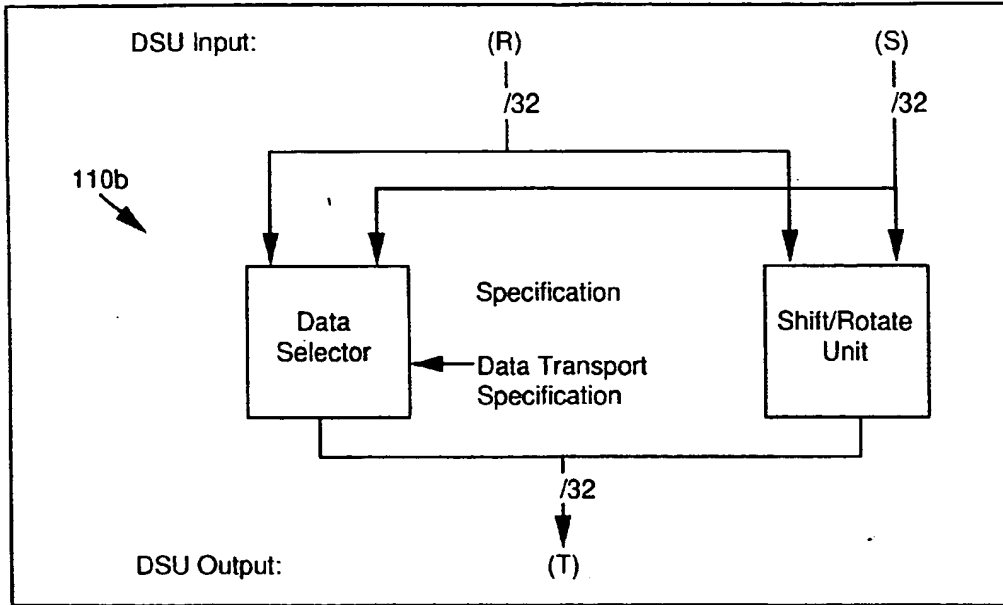 DSU Input:
(R)
(S)
/32
/32
110b
Specification
Data
Selector
Data Transport
Specification
Shift/Rotate
Unit
/32
DSU Output:
(T)